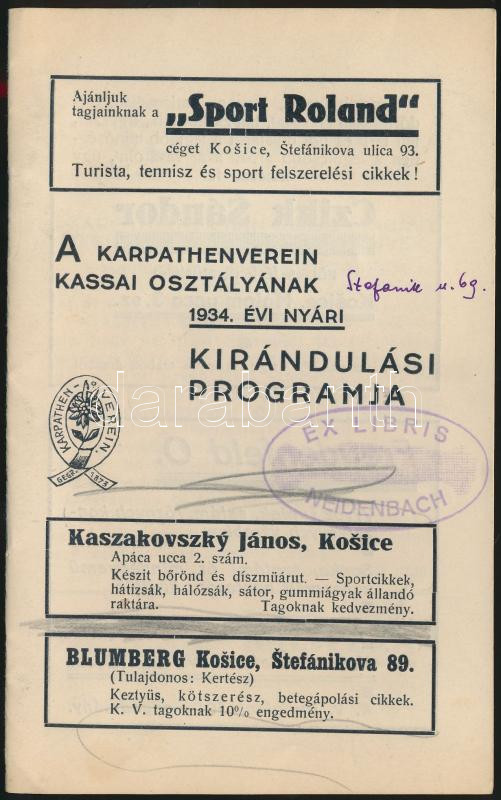 Ajánljuk
tagjainknak a „Sport Roland“
céget Košice, Štefánikova ulica 93.
Turista, tennisz és sport felszerelési cikkek!
A KARPATHENVEREIN
KASSAI OSZTÁLYÁNAK
Stefanik u. 69.
1934. ÉVI NYÁRI
KIRÁNDULÁSI
PROGRAMJA
darabanth
KARPATHEN-VEREIN.
GEGR. 1873
EX LIBRIS
NEIDENBACH
Kaszakovszký János, Košice
Apáca ucca 2. szám.
Készit bőrönd és díszmüárut. — Sportcikkek,
hátizsák, hálózsák, sátor, gummiágyak állandó
raktára. Tagoknak kedvezmény.
BLUMBERG Košice, Štefánikova 89.
(Tulajdonos: Kertész)
Keztyüs, kötszerész, betegápolási cikkek.
K. V. tagoknak 10% engedmény.